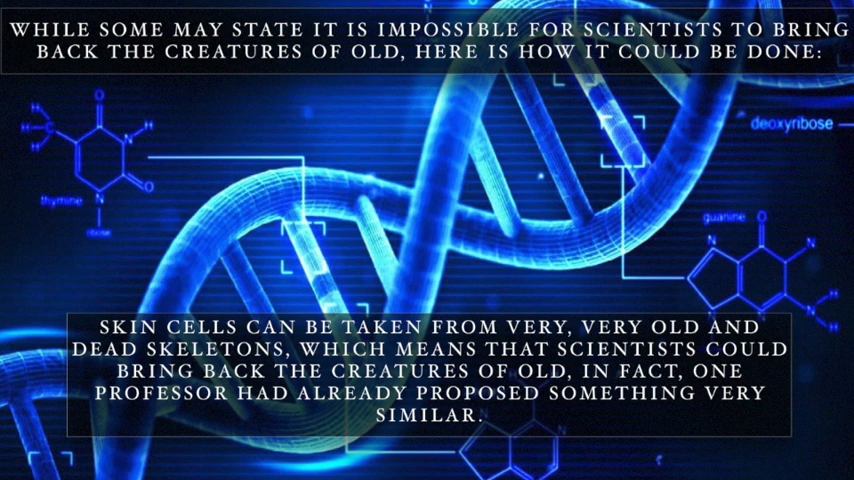 WHILE SOME MAY STATE IT IS IMPOSSIBLE FOR SCIENTISTS TO BRING
BACK THE CREATURES OF OLD, HERE IS HOW IT COULD BE DONE:
deoxyribose
H
O
H
C
N
H
H
O
thymine
N
ribose
guanine
O
N
N
H
N
N
N
H
SKIN CELLS CAN BE TAKEN FROM VERY, VERY OLD AND
DEAD SKELETONS, WHICH MEANS THAT SCIENTISTS COULD
BRING BACK THE CREATURES OF OLD, IN FACT, ONE
PROFESSOR HAD ALREADY PROPOSED SOMETHING VERY
SIMILAR.